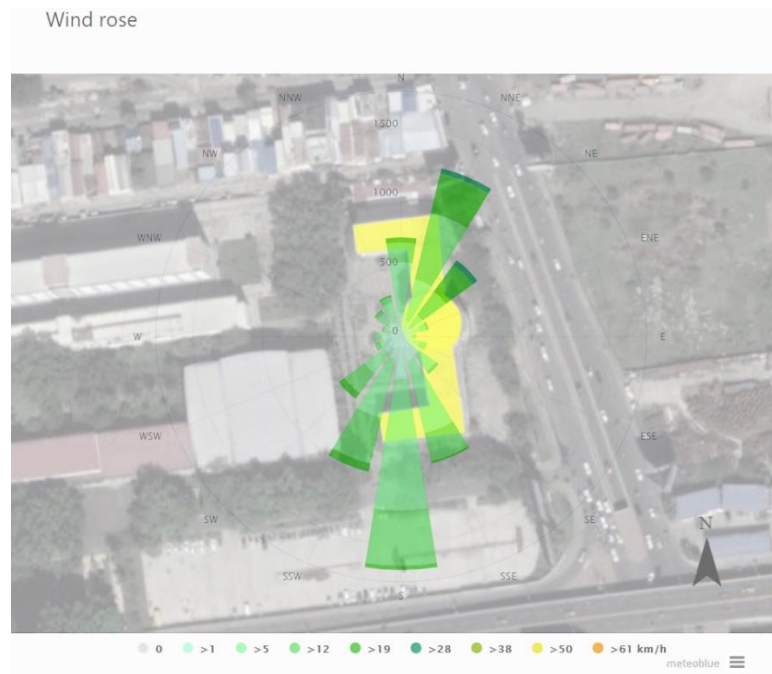 Wind rose
N
NNW
NNE
1500
NW
NE
1000
WNW
ENE
500
0
W
E
WSW
ESE
SW
SE
N
SSW
SSE
S
0 >1 >5 >12 >19 >28 >38 >50 >61 km/h
meteoblue